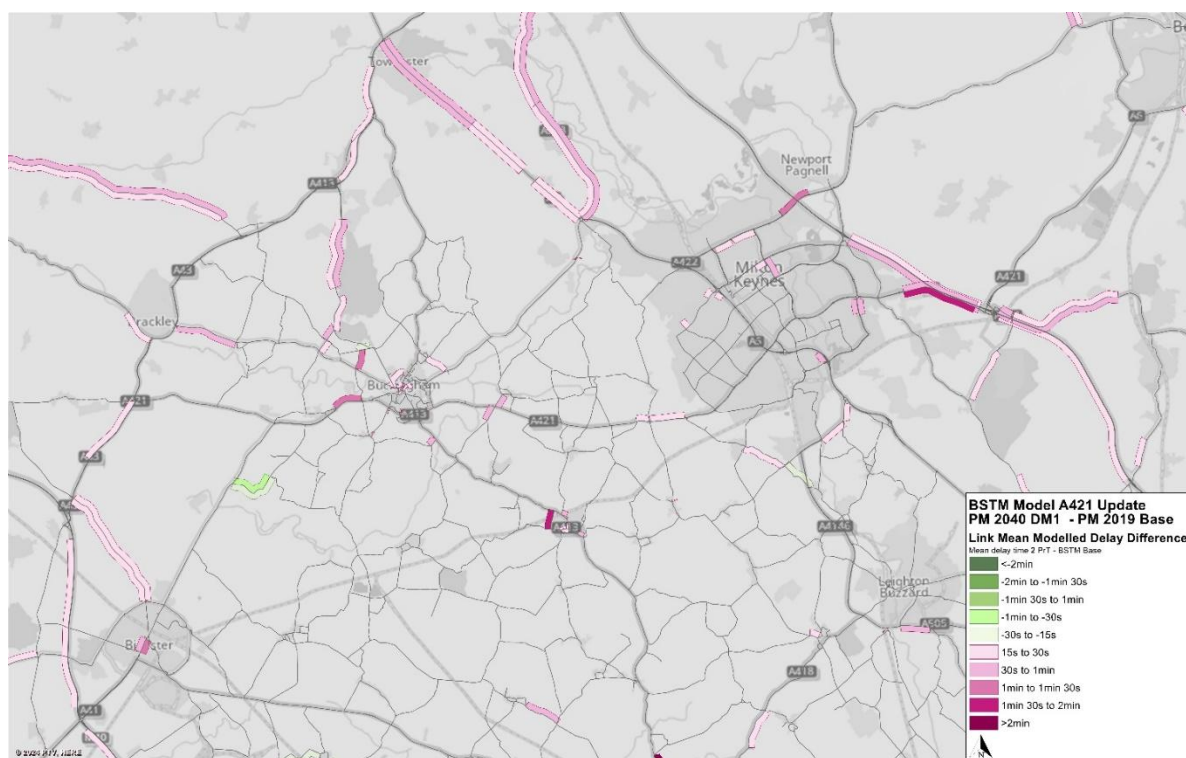 Towcester
A43
Newport
Pagnell
A422
Milton
Keynes
A421
A43
Brackley
A5
A5
Buckingham
A421
A413
A421
A43
A413
A4146
Leighton
Buzzard
A505
Bicester
A418
A41
BSTM Model A421 Update
PM 2040 DM1 - PM 2019 Base
Link Mean Modelled Delay Difference
Mean delay time 2 PrT - BSTM Base
<-2min
-2min to -1min 30s
-1min 30s to 1min
-1min to -30s
-30s to -15s
15s to 30s
30s to 1min
1min to 1min 30s
1min 30s to 2min
>2min
N
© 2024 PTV, HERE